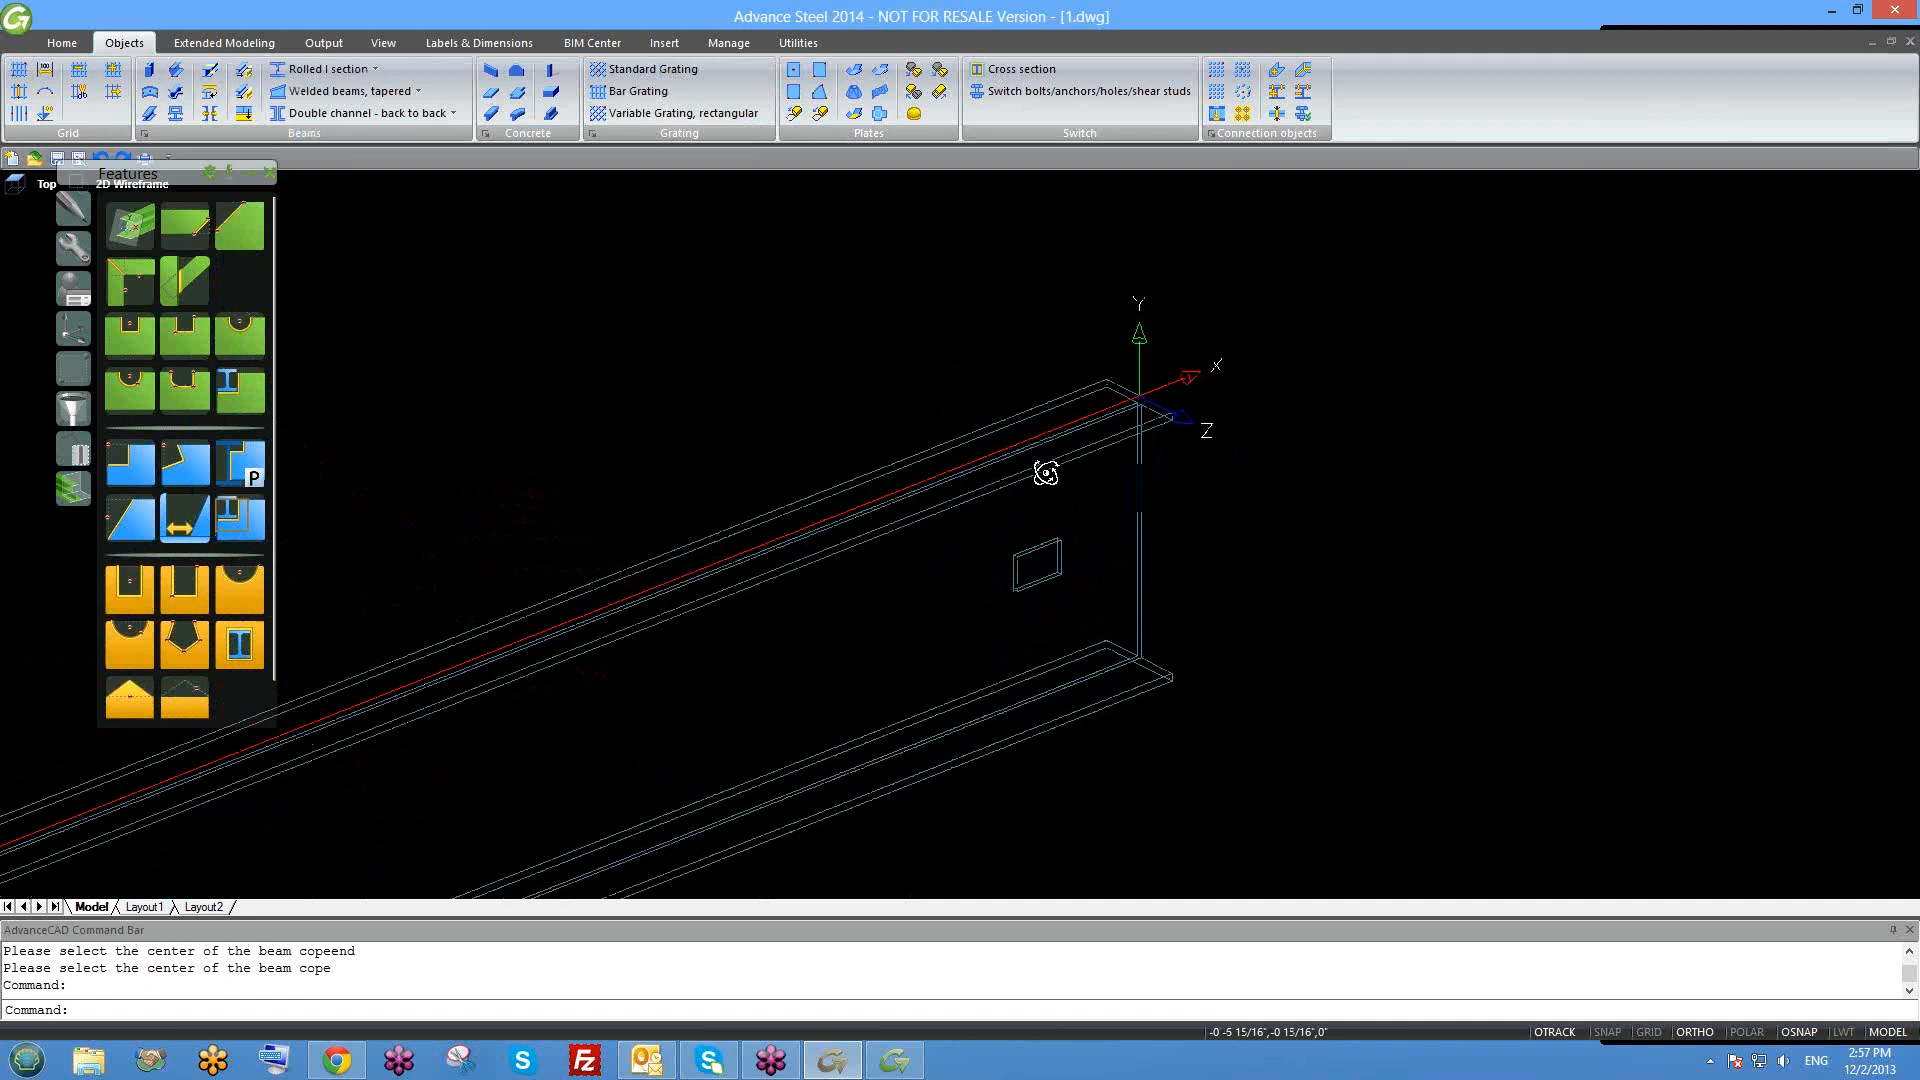 Advance Steel 2014 - NOT FOR RESALE Version - [1.dwg]
Home Objects Extended Modeling Output View Labels & Dimensions BIM Center Insert Manage Utilities
Rolled I section
Welded beams, tapered
Double channel - back to back
Standard Grating
Bar Grating
Variable Grating, rectangular
Cross section
Switch bolts/anchors/holes/shear studs
Grid Beams Concrete Grating Plates Switch Connection objects
Features
Top 2D Wireframe
P
Y
X
Z
Model Layout1 Layout2
AdvanceCAD Command Bar
Please select the center of the beam copeend
Please select the center of the beam cope
Command:
Command:
-0 -5 15/16",-0 15/16",0"
OTRACK SNAP GRID ORTHO POLAR OSNAP LWT MODEL
ENG
2:57 PM
12/2/2013